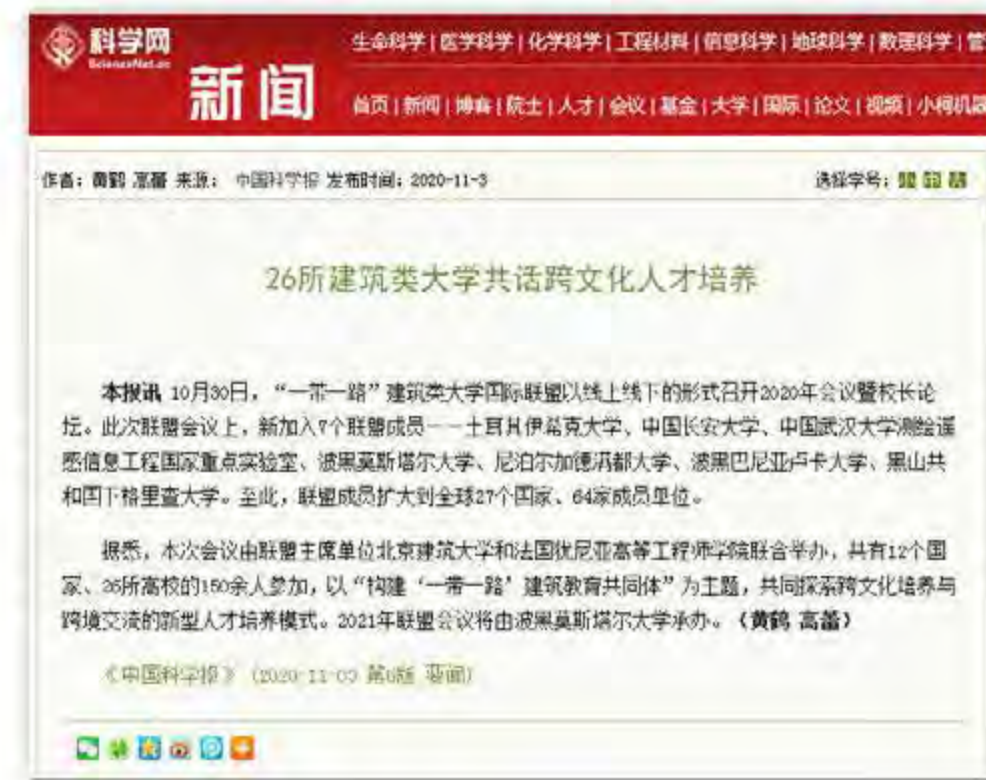 科学网
ScienceNet.cn
新闻
生命科学 | 医学科学 | 化学科学 | 工程材料 | 信息科学 | 地球科学 | 数理科学 | 管
首页 | 新闻 | 博客 | 院士 | 人才 | 会议 | 基金 | 大学 | 国际 | 论文 | 视频 | 小柯机器
作者：黄鹤 高蕾 来源： 中国科学报 发布时间：2020-11-3
选择字号：
26所建筑类大学共话跨文化人才培养
本报讯 10月30日，“一带一路”建筑类大学国际联盟以线上线下的形式召开2020年会议暨校长论
坛。此次联盟会议上，新加入7个联盟成员——土耳其伊希克大学、中国长安大学、中国武汉大学测绘遥
感信息工程国家重点实验室、波黑莫斯塔尔大学、尼泊尔加德满都大学、波黑巴尼亚卢卡大学、黑山共
和国下格里查大学。至此，联盟成员扩大到全球27个国家、64家成员单位。
据悉，本次会议由联盟主席单位北京建筑大学和法国犹尼亚高等工程师学院联合举办，共有12个国
家、26所高校的150余人参加，以“构建‘一带一路’建筑教育共同体”为主题，共同探索跨文化培养与
跨境交流的新型人才培养模式。2021年联盟会议将由波黑莫斯塔尔大学承办。（黄鹤 高蕾）
《中国科学报》 (2020-11-03 要闻)